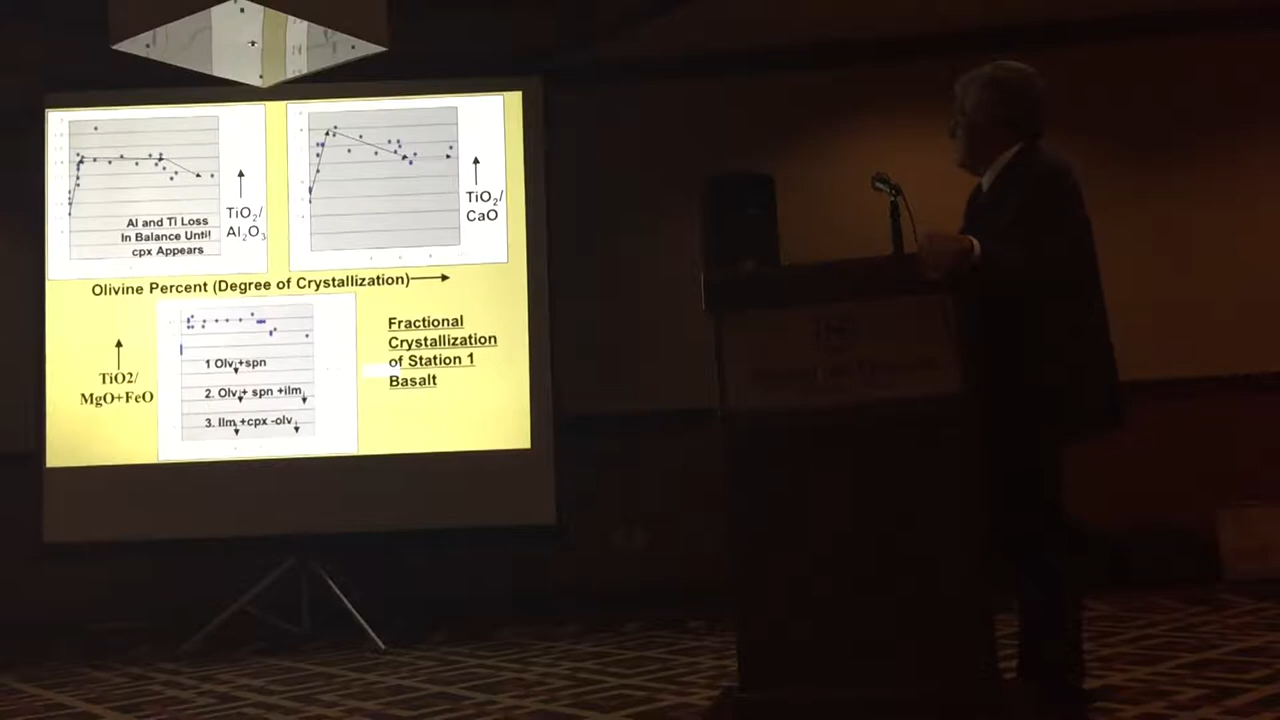 Al and Ti Loss
In Balance Until
cpx Appears
TiO₂/
Al₂O₃
TiO₂/
CaO
Olivine Percent (Degree of Crystallization)
TiO2/
MgO+FeO
1 Olv+spn
2. Olv+ spn +ilm
3. Ilm +cpx -olv
Fractional
Crystallization
of Station 1
Basalt